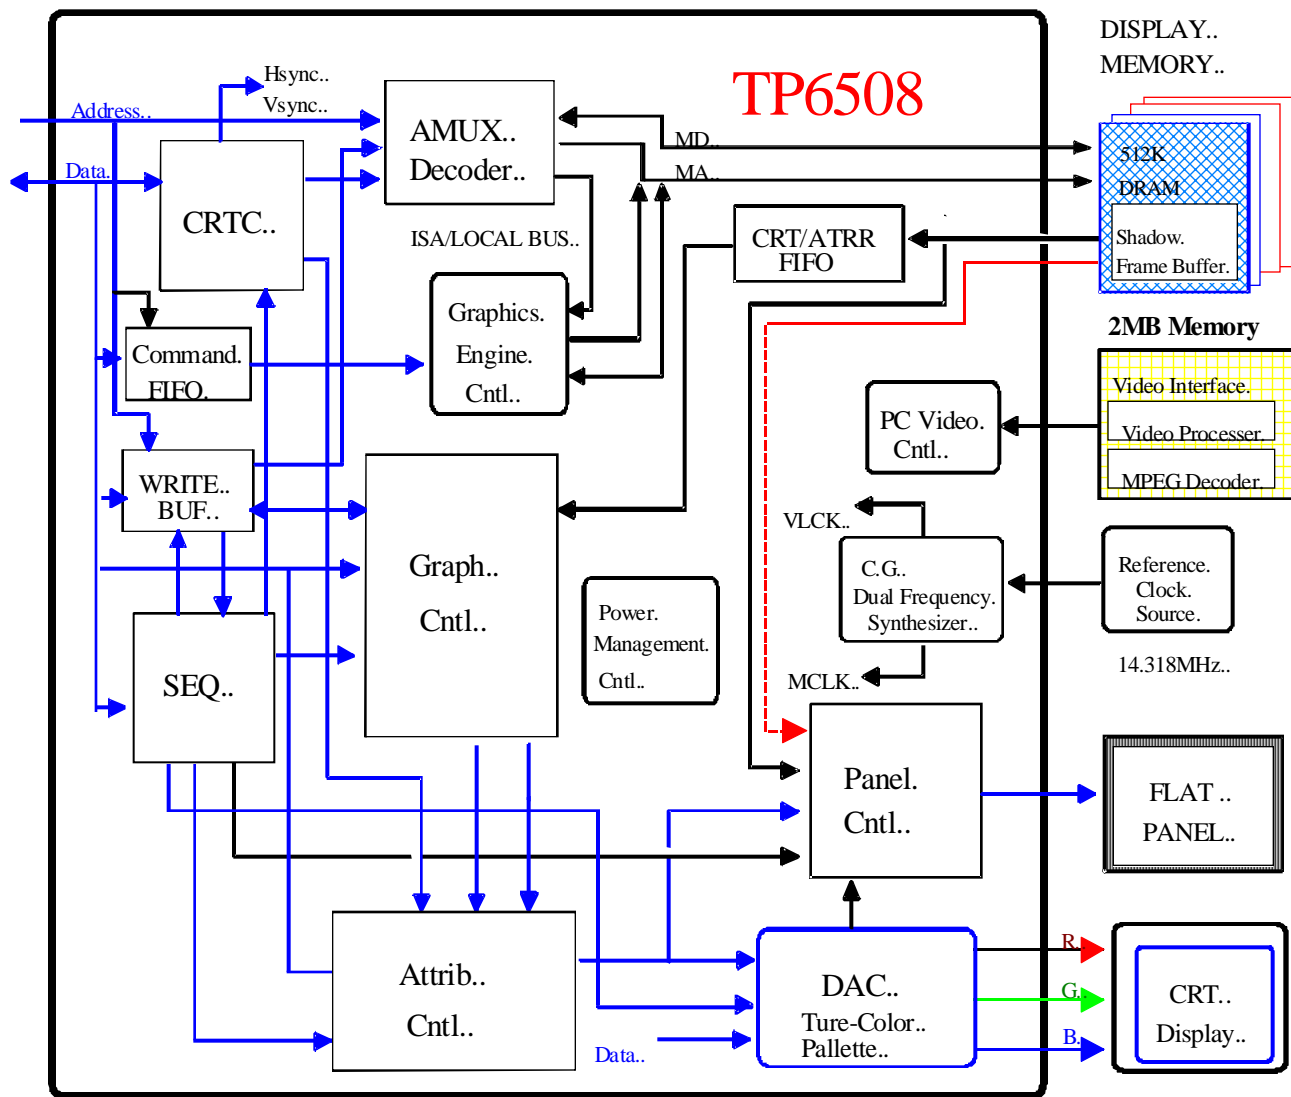 DISPLAY..
MEMORY..
TP6508
Hsync..
Vsync..
Address..
AMUX..
Decoder..
MD..
MA..
512K
DRAM
Shadow.
Frame Buffer.
Data.
CRTC..
ISA/LOCAL BUS..
CRT/ATRR
FIFO
Graphics.
Engine.
Cntl..
2MB Memory
Command.
FIFO.
Video Interface.
Video Processer.
MPEG Decoder.
PC Video.
Cntl..
WRITE..
BUF..
VLCK..
C.G..
Dual Frequency.
Synthesizer..
Reference.
Clock.
Source.
14.318MHz..
Graph..
Cntl..
Power.
Management.
Cntl..
MCLK..
SEQ..
Panel.
Cntl..
FLAT ..
PANEL..
Attrib..
Cntl..
DAC..
Ture-Color..
Pallette..
Data..
R.
G..
B.
CRT..
Display..